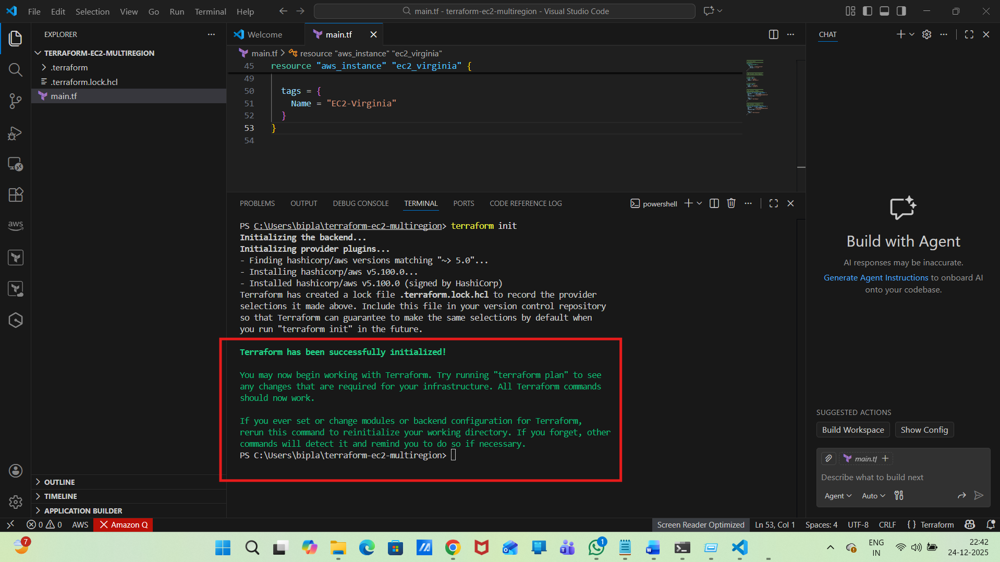 File Edit Selection View Go Run Terminal Help
main.tf - terraform-ec2-multiregion - Visual Studio Code
EXPLORER
TERRAFORM-EC2-MULTIREGION
.terraform
.terraform.lock.hcl
main.tf
OUTLINE
TIMELINE
APPLICATION BUILDER
Welcome
main.tf
main.tf > resource "aws_instance" "ec2_virginia"
45 resource "aws_instance" "ec2_virginia" {
49
50 tags = {
51 Name = "EC2-Virginia"
52 }
53 }
54
PROBLEMS OUTPUT DEBUG CONSOLE TERMINAL PORTS CODE REFERENCE LOG
powershell
PS C:\Users\bipla\terraform-ec2-multiregion> terraform init
Initializing the backend...
Initializing provider plugins...
- Finding hashicorp/aws versions matching "~> 5.0"...
- Installing hashicorp/aws v5.100.0...
- Installed hashicorp/aws v5.100.0 (signed by HashiCorp)
Terraform has created a lock file .terraform.lock.hcl to record the provider
selections it made above. Include this file in your version control repository
so that Terraform can guarantee to make the same selections by default when
you run "terraform init" in the future.
Terraform has been successfully initialized!
You may now begin working with Terraform. Try running "terraform plan" to see
any changes that are required for your infrastructure. All Terraform commands
should now work.
If you ever set or change modules or backend configuration for Terraform,
rerun this command to reinitialize your working directory. If you forget, other
commands will detect it and remind you to do so if necessary.
PS C:\Users\bipla\terraform-ec2-multiregion>
CHAT
Build with Agent
AI responses may be inaccurate.
Generate Agent Instructions to onboard AI
onto your codebase.
SUGGESTED ACTIONS
Build Workspace
Show Config
main.tf
Describe what to build next
Agent
Auto
aws
0 0 AWS Amazon Q
Screen Reader Optimized Ln 53, Col 1 Spaces: 4 UTF-8 CRLF { } Terraform
7
1
ENG
IN
22:42
24-12-2025